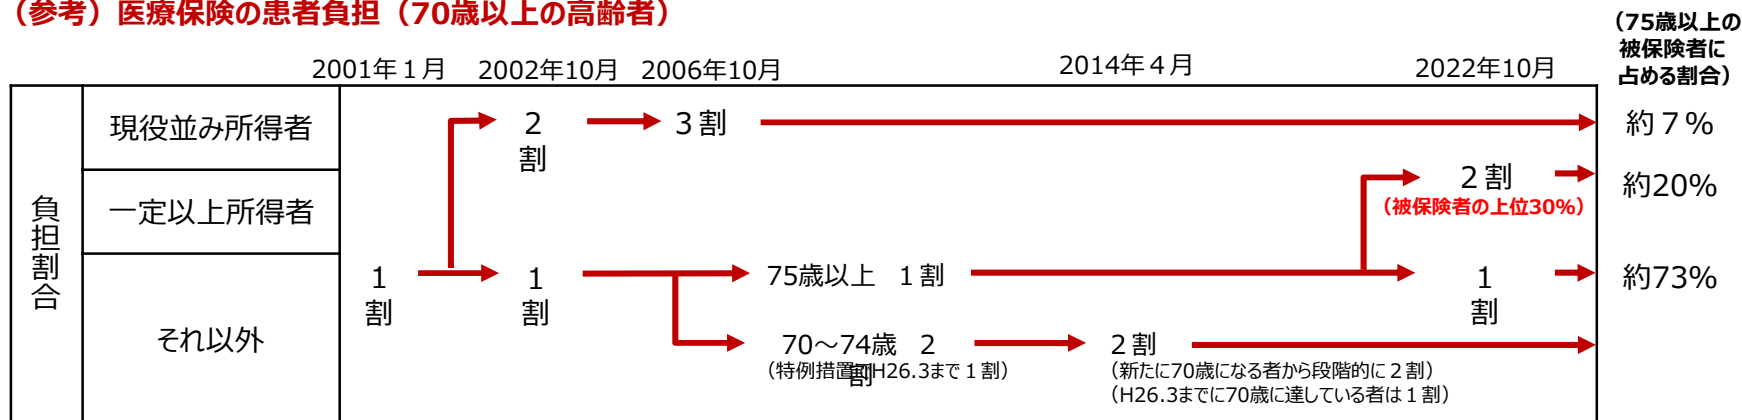 （参考）医療保険の患者負担（70歳以上の高齢者）
（75歳以上の
被保険者に
占める割合）
2001年１月 2002年10月 2006年10月 2014年４月 2022年10月
負担割合
現役並み所得者
２割
３割
約７%
一定以上所得者
２割
（被保険者の上位30%）
約20%
それ以外
１割
１割
75歳以上 １割
１割
約73%
70～74歳 ２割
（特例措置でH26.3まで１割）
２割
（新たに70歳になる者から段階的に２割）
（H26.3までに70歳に達している者は１割）